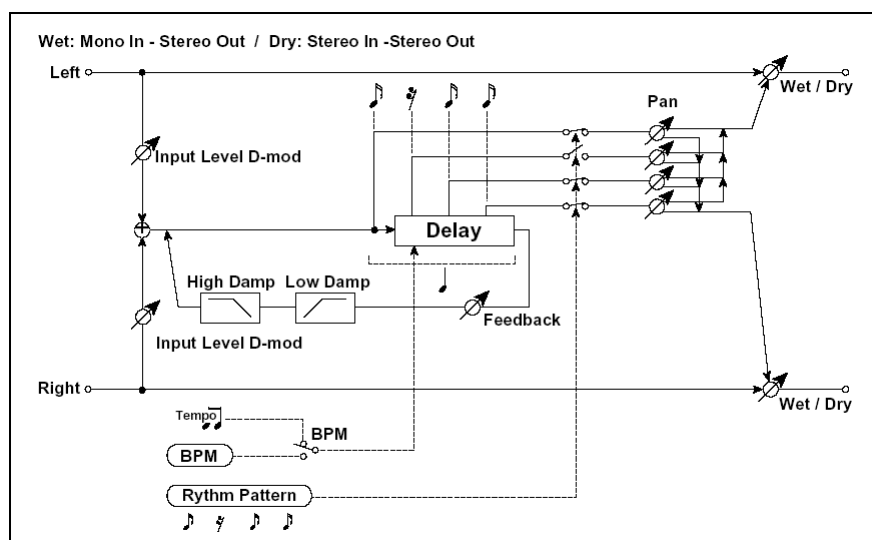 Wet: Mono In - Stereo Out / Dry: Stereo In -Stereo Out
Left
Wet / Dry
Pan
Input Level D-mod
Delay
High Damp Low Damp
Feedback
Input Level D-mod
Right
Wet / Dry
Tempo
BPM
BPM
Rythm Pattern